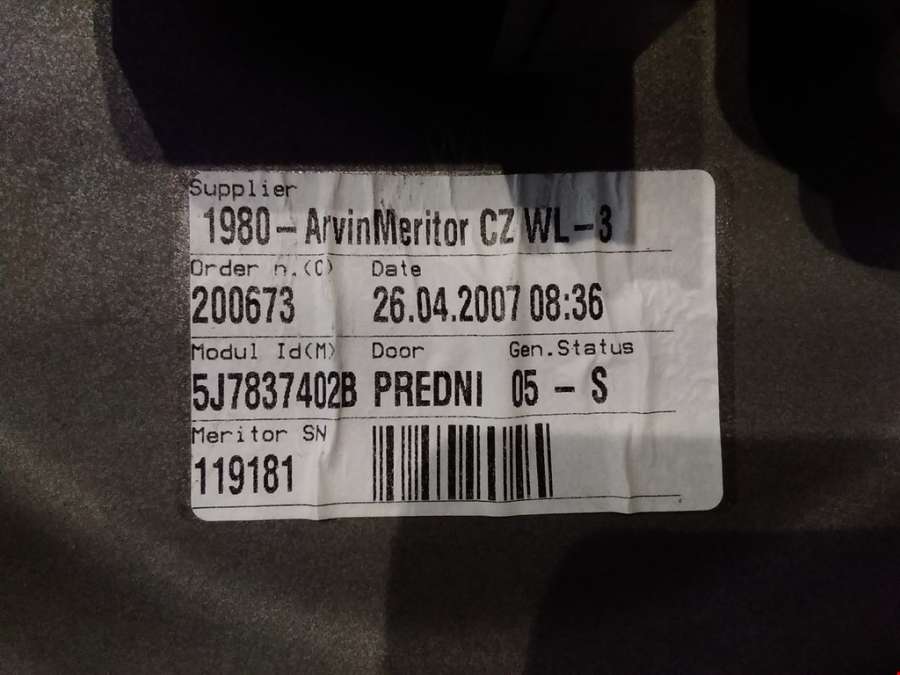 Supplier
1980 - ArvinMeritor CZ WL-3
Order n.(C) Date
200673 26.04.2007 08:36
Modul Id(M) Door Gen.Status
5J7837402B PREDNI 05 - S
Meritor SN
119181